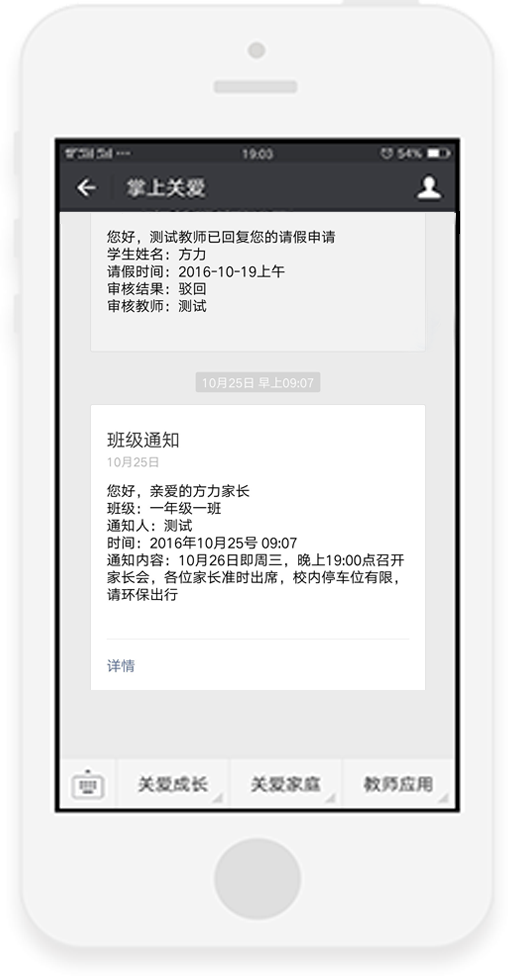 19:03
54%
掌上关爱
您好，测试教师已回复您的请假申请
学生姓名：方力
请假时间：2016-10-19上午
审核结果：驳回
审核教师：测试
10月25日 早上09:07
班级通知
10月25日
您好，亲爱的方力家长
班级：一年级一班
通知人：测试
时间：2016年10月25号 09:07
通知内容：10月26日即周三，晚上19:00点召开
家长会，各位家长准时出席，校内停车位有限，
请环保出行
详情
关爱成长
关爱家庭
教师应用